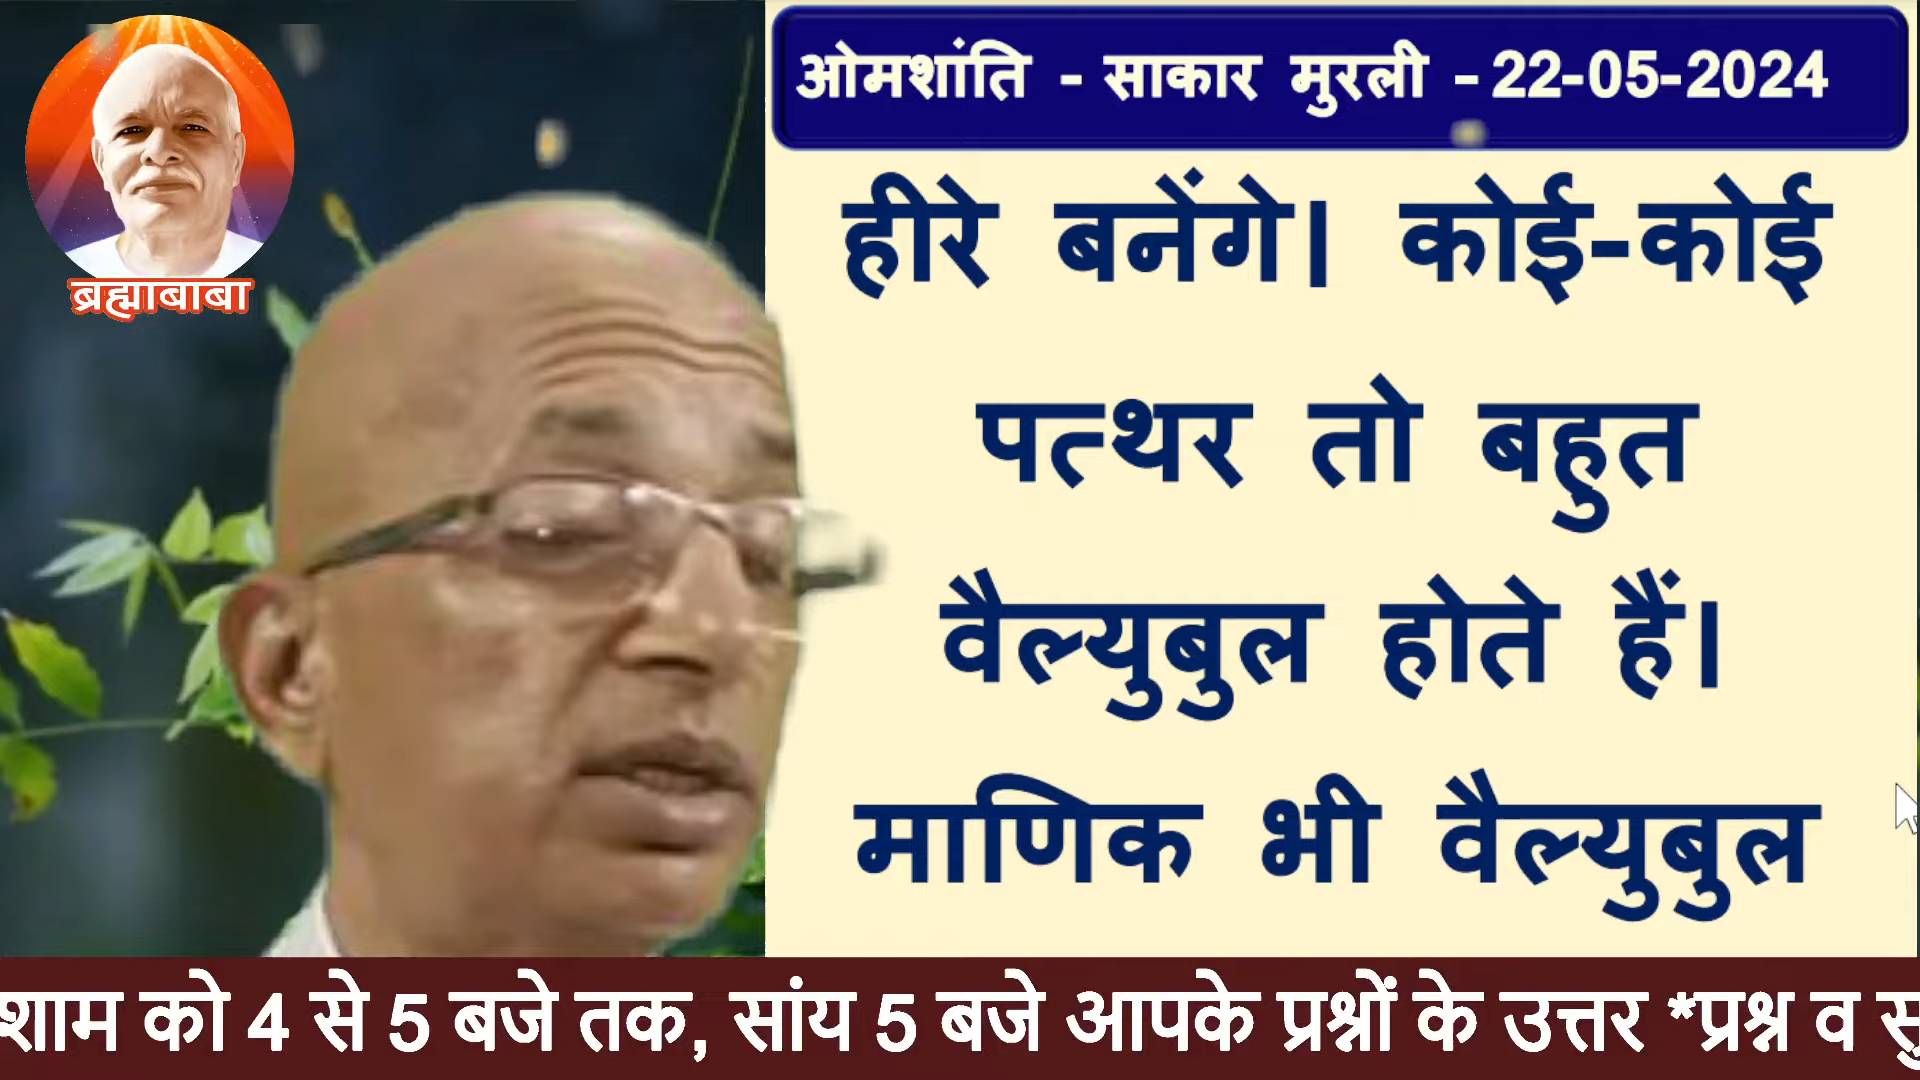 ब्रह्माबाबा
ओमशांति - साकार मुरली - 22-05-2024
हीरे बनेंगे। कोई-कोई
पत्थर तो बहुत
वैल्युबुल होते हैं।
माणिक भी वैल्युबुल
शाम को 4 से 5 बजे तक, सांय 5 बजे आपके प्रश्नों के उत्तर *प्रश्न व सु